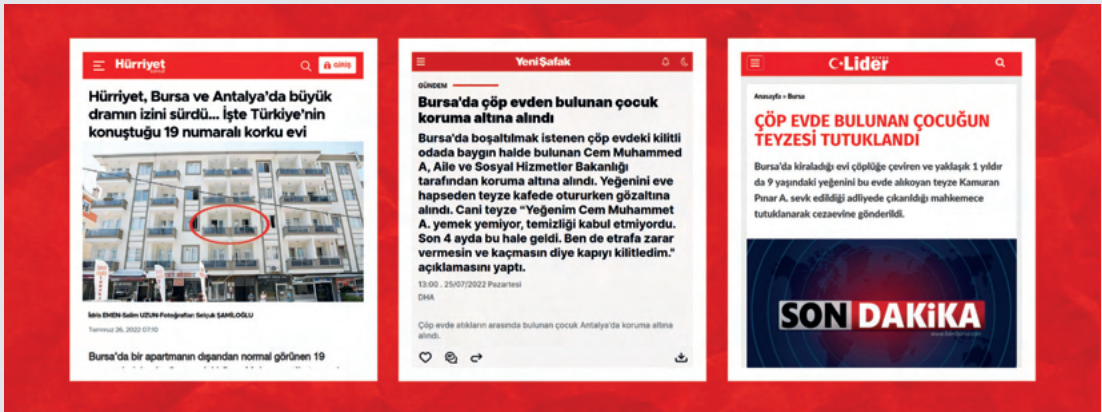 Hürriyet
GİRİŞ
Hürriyet, Bursa ve Antalya'da büyük
dramın izini sürdü... İşte Türkiye'nin
konuştuğu 19 numaralı korku evi
İdris EMEN-Salim UZUN-Fotoğraflar: Selçuk ŞAMİLOĞLU
Temmuz 26, 2022 07:10
Bursa'da bir apartmanın dışarıdan normal görünen 19
YeniŞafak
GÜNDEM
Bursa'da çöp evden bulunan çocuk
koruma altına alındı
Bursa'da boşaltılmak istenen çöp evdeki kilitli
odada baygın halde bulunan Cem Muhammed
A, Aile ve Sosyal Hizmetler Bakanlığı
tarafından koruma altına alındı. Yeğenini eve
hapseden teyze kafede otururken gözaltına
alındı. Cani teyze "Yeğenim Cem Muhammet
A. yemek yemiyor, temizliği kabul etmiyordu.
Son 4 ayda bu hale geldi. Ben de etrafa zarar
vermesin ve kaçmasın diye kapıyı kilitledim."
açıklamasını yaptı.
13:00 . 25/07/2022 Pazartesi
DHA
Çöp evde atıkların arasında bulunan çocuk Antalya'da koruma altına
alındı.
Lider
Anasayfa » Bursa
ÇÖP EVDE BULUNAN ÇOCUĞUN
TEYZESİ TUTUKLANDI
Bursa'da kiraladığı evi çöplüğe çeviren ve yaklaşık 1 yıldır
da 9 yaşındaki yeğenini bu evde alıkoyan teyze Kamuran
Pınar A. sevk edildiği adliyede çıkarıldığı mahkemece
tutuklanarak cezaevine gönderildi.
SON DAKİKA